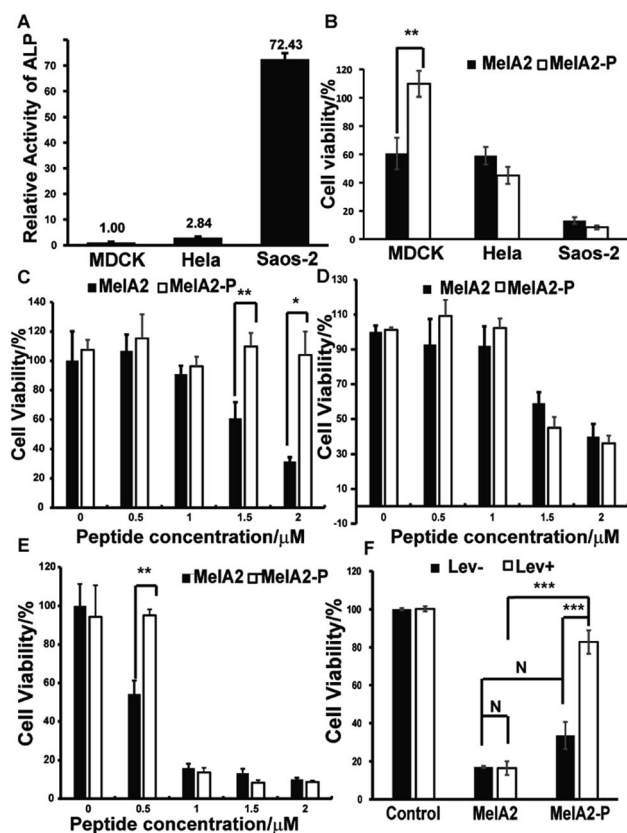 A
Relative Activity of ALP
70
60
50
40
30
20
10
0
1.00
2.84
72.43
MDCK Hela Saos-2
B
MelA2 MelA2-P
**
Cell viability/%
120
100
80
60
40
20
0
MDCK Hela Saos-2
C
MelA2 MelA2-P
**
*
Cell Viability/%
140
120
100
80
60
40
20
0
0 0.5 1 1.5 2
Peptide concentration/μM
D
MelA2 MelA2-P
Cell Viability/%
110
90
70
50
30
10
-10
0 0.5 1 1.5 2
Peptide concentration/μM
E
MelA2 MelA2-P
**
Cell Viability/%
120
100
80
60
40
20
0
0 0.5 1 1.5 2
Peptide concentration/μM
F
Lev- Lev+
***
***
N
N
Cell Viability/%
120
100
80
60
40
20
0
Control MelA2 MelA2-P